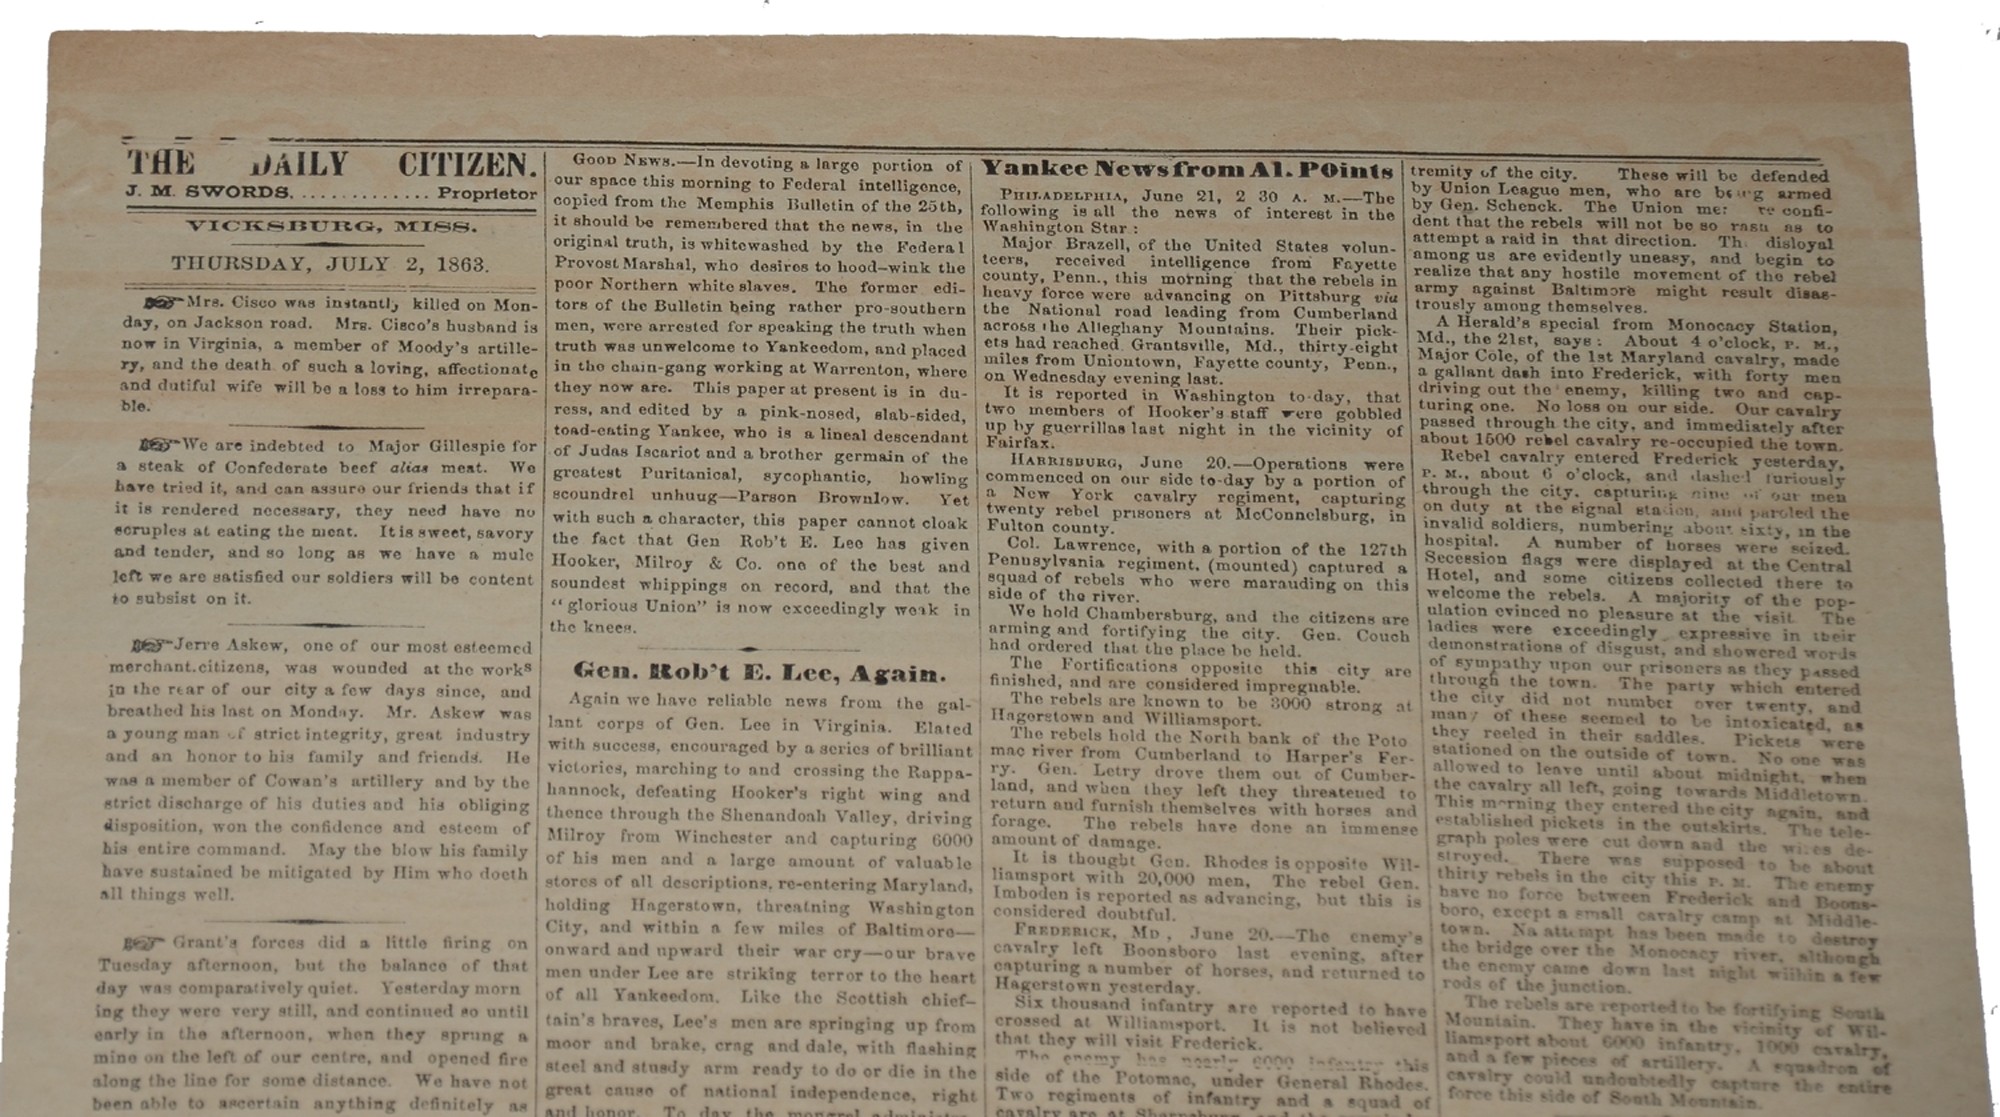 THE DAILY CITIZEN.
J. M. SWORDS, . . . . . . . . . . . . . Proprietor
VICKSBURG, MISS.
THURSDAY, JULY 2, 1863.
Mrs. Cisco was instantly killed on Mon-
day, on Jackson road. Mrs. Cisco's husband is
now in Virginia, a member of Moody's artille-
ry, and the death of such a loving, affectionate
and dutiful wife will be a loss to him irrepara-
ble.
We are indebted to Major Gillespie for
a steak of Confederate beef alias meat. We
have tried it, and can assure our friends that if
it is rendered necessary, they need have no
scruples at eating the meat. It is sweet, savory
and tender, and so long as we have a mule
left we are satisfied our soldiers will be content
to subsist on it.
Jerre Askew, one of our most esteemed
merchant.citizens, was wounded at the works
in the rear of our city a few days since, and
breathed his last on Monday. Mr. Askew was
a young man of strict integrity, great industry
and an honor to his family and friends. He
was a member of Cowan's artillery and by the
strict discharge of his duties and his obliging
disposition, won the confidence and esteem of
his entire command. May the blow his family
have sustained be mitigated by Him who doeth
all things well.
Grant's forces did a little firing on
Tuesday afternoon, but the balance of that
day was comparatively quiet. Yesterday morn
ing they were very still, and continued so until
early in the afternoon, when they sprung a
mine on the left of our centre, and opened fire
along the line for some distance. We have not
been able to ascertain anything definitely as
GOOD NEWS.—In devoting a large portion of
our space this morning to Federal intelligence,
copied from the Memphis Bulletin of the 25th,
it should be remembered that the news, in the
original truth, is whitewashed by the Federal
Provost Marshal, who desires to hood-wink the
poor Northern white slaves. The former edi-
tors of the Bulletin being rather pro-southern
men, were arrested for speaking the truth when
truth was unwelcome to Yankeedom, and placed
in the chain-gang working at Warrenton, where
they now are. This paper at present is in du-
ress, and edited by a pink-nosed, slab-sided,
toad-eating Yankee, who is a lineal descendant
of Judas Iscariot and a brother germain of the
greatest Puritanical, sycophantic, howling
scoundrel unhuug—Parson Brownlow. Yet
with such a character, this paper cannot cloak
the fact that Gen Rob't E. Lee has given
Hooker, Milroy & Co. one of the best and
soundest whippings on record, and that the
"glorious Union" is now exceedingly weak in
the knees.
Gen. Rob't E. Lee, Again.
Again we have reliable news from the gal-
lant corps of Gen. Lee in Virginia. Elated
with success, encouraged by a series of brilliant
victories, marching to and crossing the Rappa-
hannock, defeating Hooker's right wing and
thence through the Shenandoah Valley, driving
Milroy from Winchester and capturing 6000
of his men and a large amount of valuable
stores of all descriptions, re-entering Maryland,
holding Hagerstown, threatning Washington
City, and within a few miles of Baltimore—
onward and upward their war cry—our brave
men under Lee are striking terror to the heart
of all Yankeedom. Like the Scottish chief-
tain's braves, Lee's men are springing up from
moor and brake, crag and dale, with flashing
steel and stusdy arm ready to do or die in the
great cause of national independence, right
and honor. To day the mongrel
Yankee News from Al. P0ints
PHILADELPHIA, June 21, 2 30 A. M.—The
following is all the news of interest in the
Washington Star :
Major Brazell, of the United States volun-
teers, received intelligence from Fayette
county, Penn., this morning that the rebels in
heavy force were advancing on Pittsburg via
the National road leading from Cumberland
across the Alleghany Mountains. Their pick-
ets had reached Grantsville, Md., thirty-eight
miles from Uniontown, Fayette county, Penn.,
on Wednesday evening last.
It is reported in Washington to-day, that
two members of Hooker's staff were gobbled
up by guerrillas last night in the vicinity of
Fairfax.
HARRISBURG, June 20.—Operations were
commenced on our side to-day by a portion of
a New York cavalry regiment, capturing
twenty rebel prisoners at McConnelsburg, in
Fulton county.
Col. Lawrence, with a portion of the 127th
Pennsylvania regiment, (mounted) captured a
squad of rebels who were marauding on this
side of the river.
We hold Chambersburg, and the citizens are
arming and fortifying the city. Gen. Couch
had ordered that the place be held.
The Fortifications opposite this city are
finished, and are considered impregnable.
The rebels are known to be 3000 strong at
Hagerstown and Williamsport.
The rebels hold the North bank of the Poto
mac river from Cumberland to Harper's Fer-
ry. Gen. Letry drove them out of Cumber-
land, and when they left they threatened to
return and furnish themselves with horses and
forage. The rebels have done an immense
amount of damage.
It is thought Gen. Rhodes is opposite Wil-
liamsport with 20,000 men, The rebel Gen.
Imboden is reported as advancing, but this is
considered doubtful.
FREDERICK, MD , June 20.—The enemy's
cavalry left Boonsboro last evening, after
capturing a number of horses, and returned to
Hagerstown yesterday.
Six thousand infantry are reported to have
crossed at Williamsport. It is not believed
that they will visit Frederick.
The enemy has nearly 6000 infantry this
side of the Potomac, under General Rhodes.
Two regiments of infantry and a squad of
cavalry are at Sharpsburg, and the
tremity of the city. These will be defended
by Union League men, who are being armed
by Gen. Schenck. The Union men re confi-
dent that the rebels will not be so rash as to
attempt a raid in that direction. Th disloyal
among us are evidently uneasy, and begin to
realize that any hostile movement of the rebel
army against Baltimore might result disas-
trously among themselves.
A Herald's special from Monocacy Station,
Md., the 21st, says : About 4 o'clock, P. M.,
Major Cole, of the 1st Maryland cavalry, made
a gallant dash into Frederick, with forty men
driving out the enemy, killing two and cap-
turing one. No loss on our side. Our cavalry
passed through the city, and immediately after
about 1500 rebel cavalry re-occupied the town.
Rebel cavalry entered Frederick yesterday,
P. M., about 6 o'clock, and dashed furiously
through the city, capturing nine of our men
on duty at the signal station, and paroled the
invalid soldiers, numbering about sixty, in the
hospital. A number of horses were seized.
Secession flags were displayed at the Central
Hotel, and some citizens collected there to
welcome the rebels. A majority of the pop-
ulation evinced no pleasure at the visit The
ladies were exceedingly expressive in their
demonstrations of disgust, and showered words
of sympathy upon our prisoners as they passed
through the town. The party which entered
the city did not number over twenty, and
many of these seemed to be intoxicated, as
they reeled in their saddles. Pickets were
stationed on the outside of town. No one was
allowed to leave until about midnight, when
the cavalry all left, going towards Middletown.
This morning they entered the city again, and
established pickets in the outskirts. The tele-
graph poles were cut down and the wires de-
stroyed. There was supposed to be about
thirty rebels in the city this P. M. The enemy
have no force between Frederick and Boons-
boro, except a small cavalry camp at Middle-
town. Na attempt has been made to destroy
the bridge over the Monocacy river, although
the enemy came down last night within a few
rods of the junction.
The rebels are reported to be fortifying South
Mountain. They have in the vicinity of Wil-
liamsport about 6000 infantry, 1000 cavalry,
and a few pieces of artillery. A squadron of
cavalry could undoubtedly capture the entire
force this side of South Mountain.